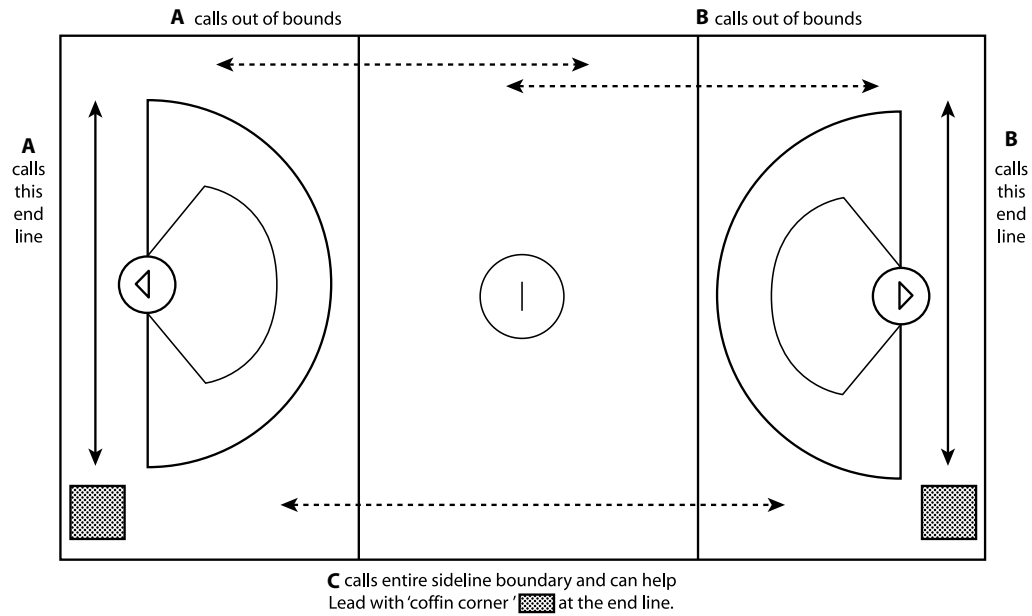 A calls out of bounds
B calls out of bounds
A
calls
this
end
line
B
calls
this
end
line
C calls entire sideline boundary and can help
Lead with 'coffin corner ' at the end line.